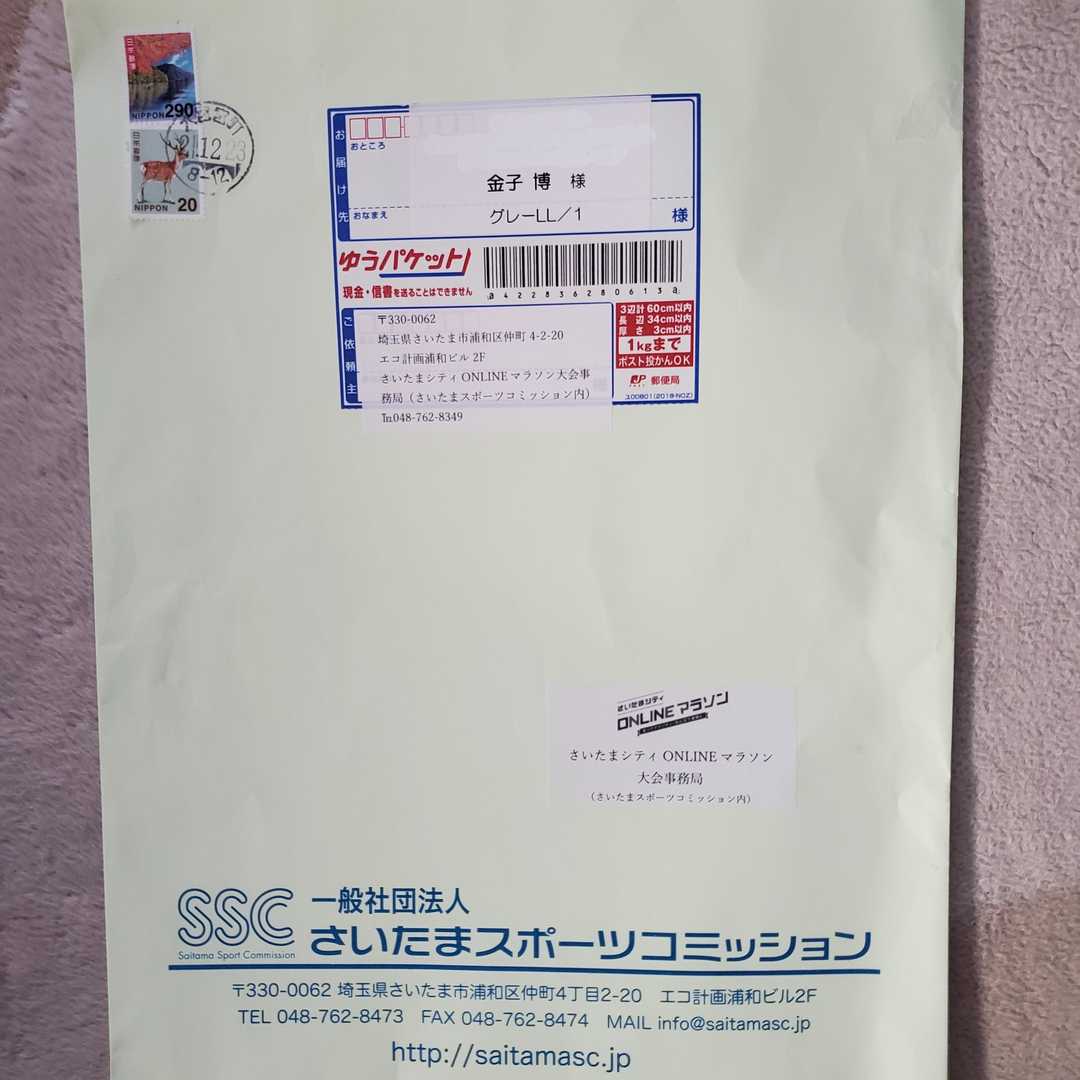 日本郵便
NIPPON 290
日本郵便
NIPPON 20
21.12.23
8-12
お届け先
おところ
金子 博 様
おなまえ
グレーLL／1
様
ゆうパケット
現金・信書を送ることはできません
a422836280613a
ご依頼主
〒330-0062
埼玉県さいたま市浦和区仲町 4-2-20
エコ計画浦和ビル 2F
さいたまシティ ONLINE マラソン大会事
務局（さいたまスポーツコミッション内）
℡048-762-8349
3辺計 60cm以内
長 辺 34cm以内
厚 さ 3cm以内
1kgまで
ポスト投かんOK
JP POST 郵便局
ユ00801(2018-NOZ)
さいたまシティ
ONLINE マラソン
さいたまシティ ONLINE マラソン
大会事務局
（さいたまスポーツコミッション内）
SSC
Saitama Sport Commission
一般社団法人
さいたまスポーツコミッション
〒330-0062 埼玉県さいたま市浦和区仲町4丁目2-20 エコ計画浦和ビル2F
TEL 048-762-8473 FAX 048-762-8474 MAIL info@saitamasc.jp
http://saitamasc.jp